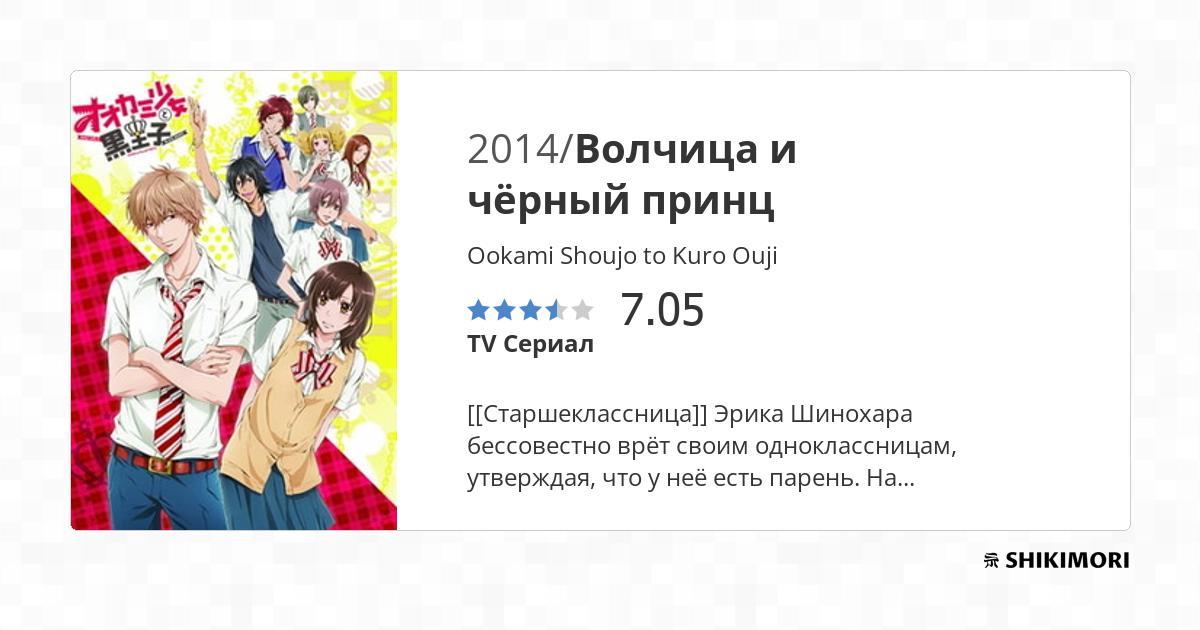 オオカミ少女と
黒王子
2014/Волчица и
чёрный принц
Ookami Shoujo to Kuro Ouji
7.05
TV Сериал
[[Старшеклассница]] Эрика Шинохара
бессовестно врёт своим одноклассницам,
утверждая, что у неё есть парень. На...
SHIKIMORI